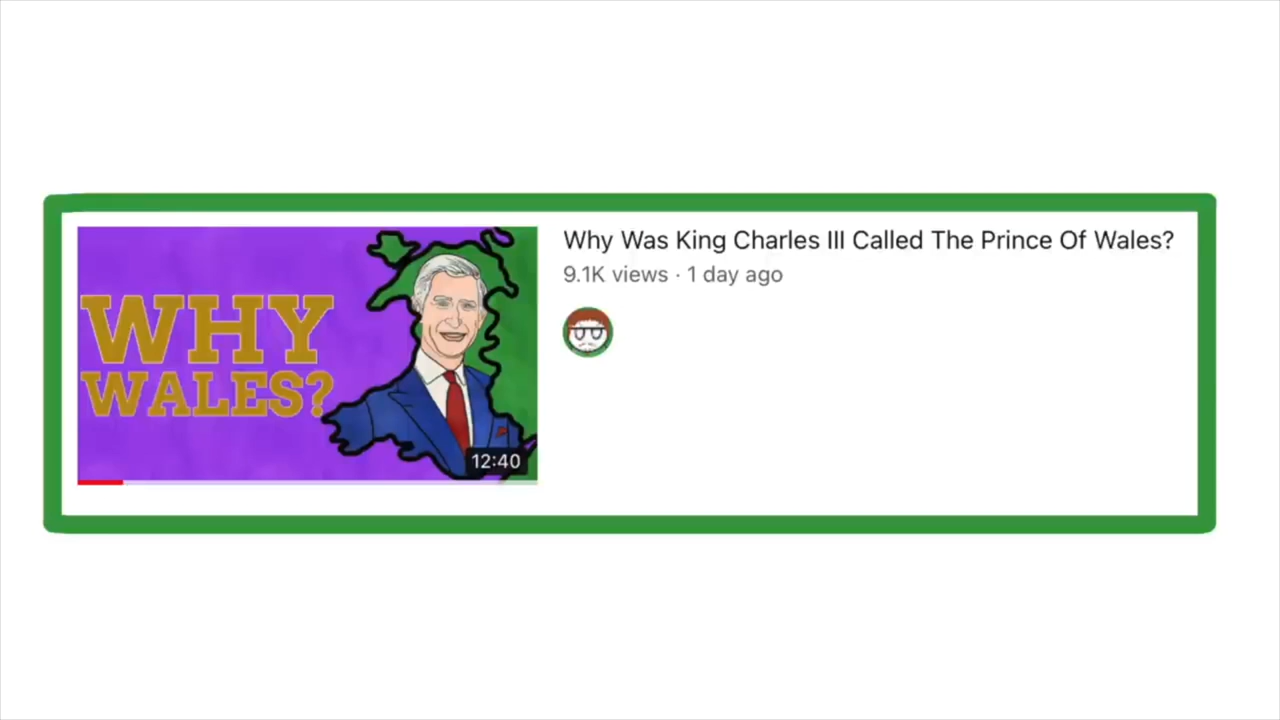 WHY
WALES?
12:40
Why Was King Charles III Called The Prince Of Wales?
9.1K views · 1 day ago